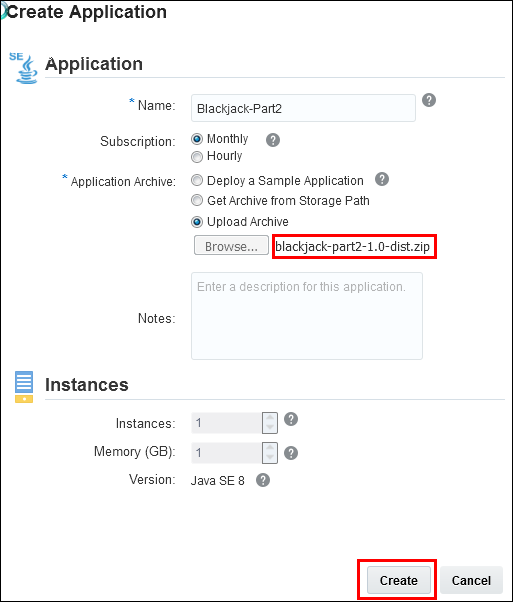 Create Application
SE Application
* Name: Blackjack-Part2 ?
Subscription: Monthly ?
Hourly
* Application Archive: Deploy a Sample Application ?
Get Archive from Storage Path
Upload Archive
Browse... blackjack-part2-1.0-dist.zip
Enter a description for this application.
Notes:
Instances
Instances: 1 ?
Memory (GB): 1 ?
Version: Java SE 8 ?
Create Cancel